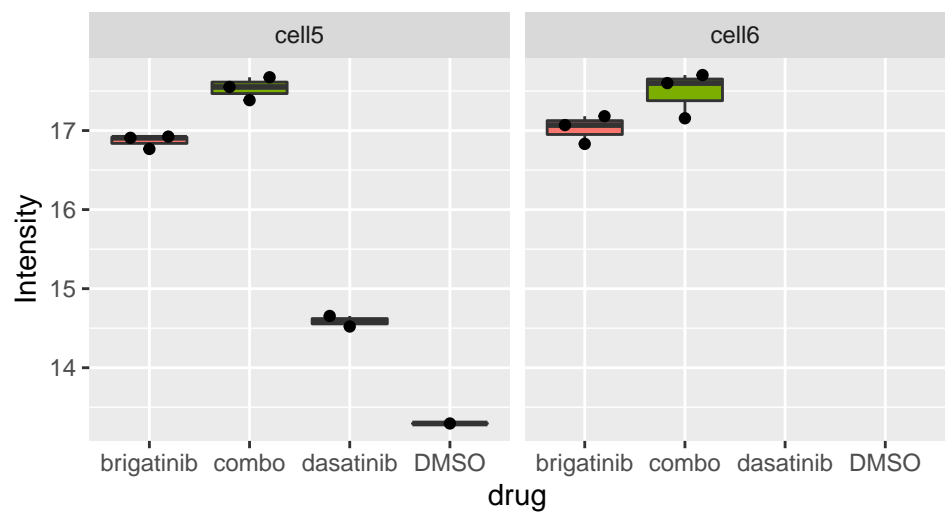 cell5 cell6
17
16
15
14
Intensity
brigatinib combo dasatinib DMSO brigatinib combo dasatinib DMSO
drug